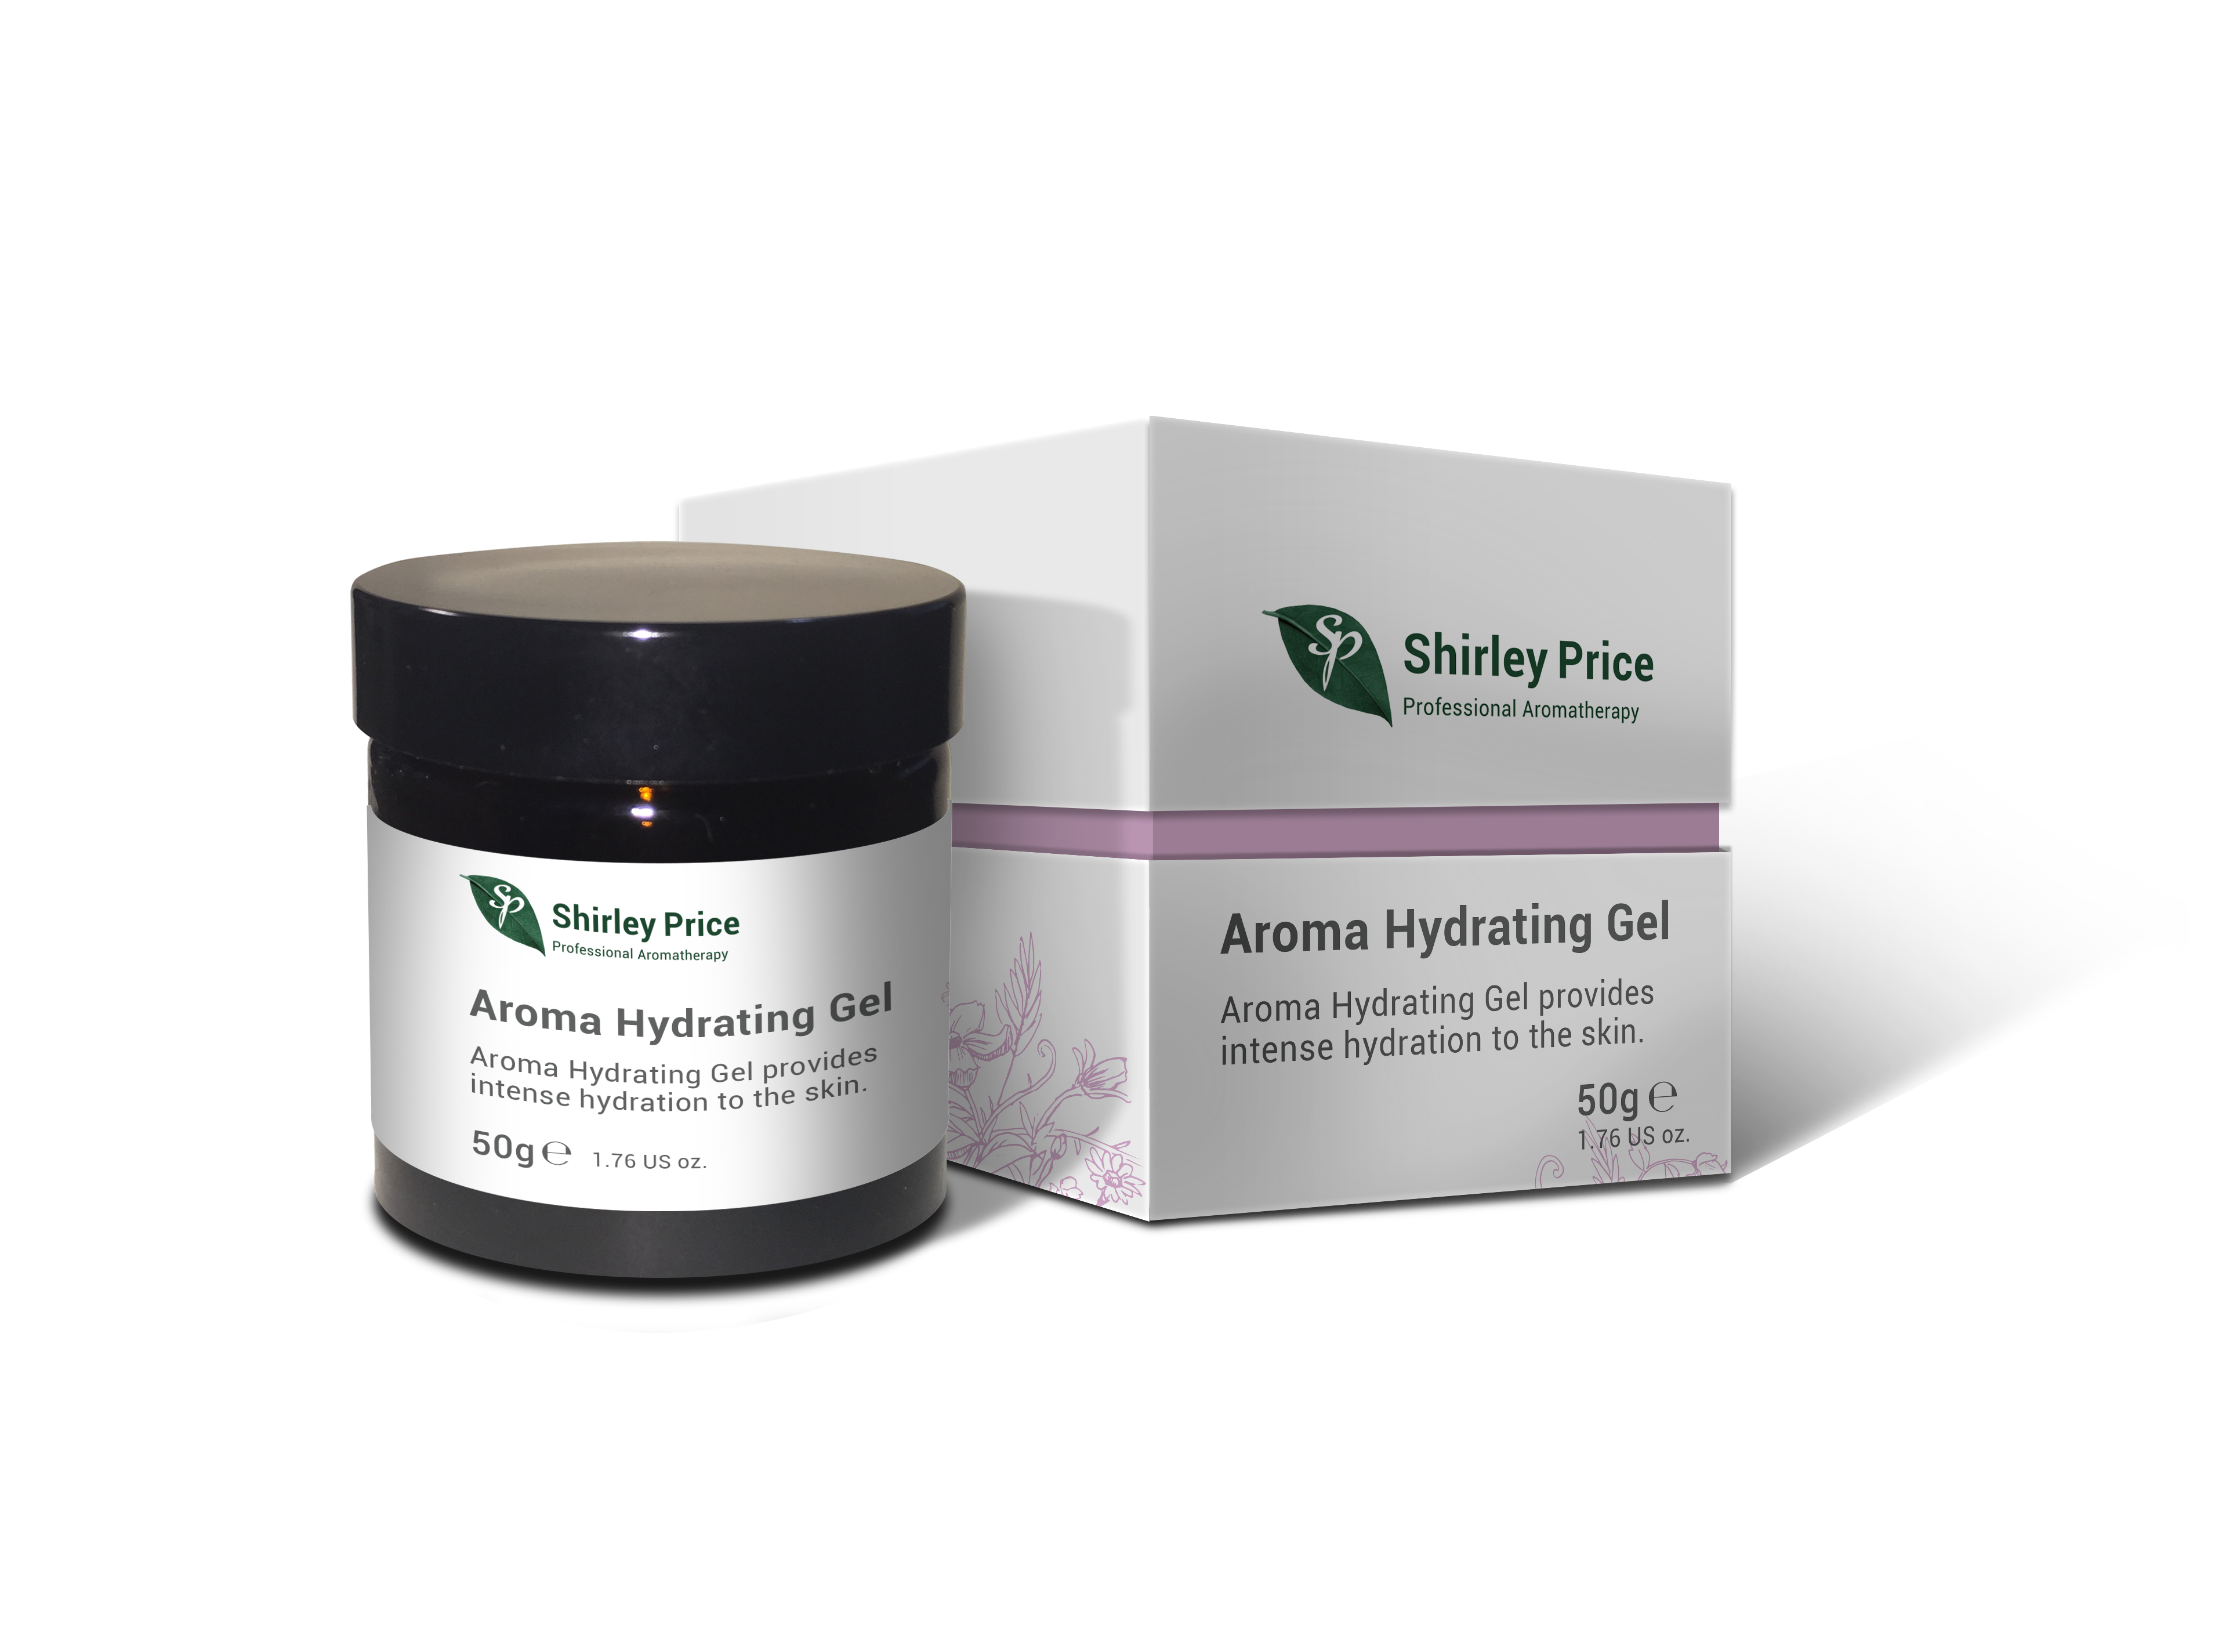 sp
Shirley Price
Professional Aromatherapy
Aroma Hydrating Gel
Aroma Hydrating Gel provides
intense hydration to the skin.
50g ℮ 1.76 US oz.
sp
Shirley Price
Professional Aromatherapy
Aroma Hydrating Gel
Aroma Hydrating Gel provides
intense hydration to the skin.
50g ℮
1.76 US oz.